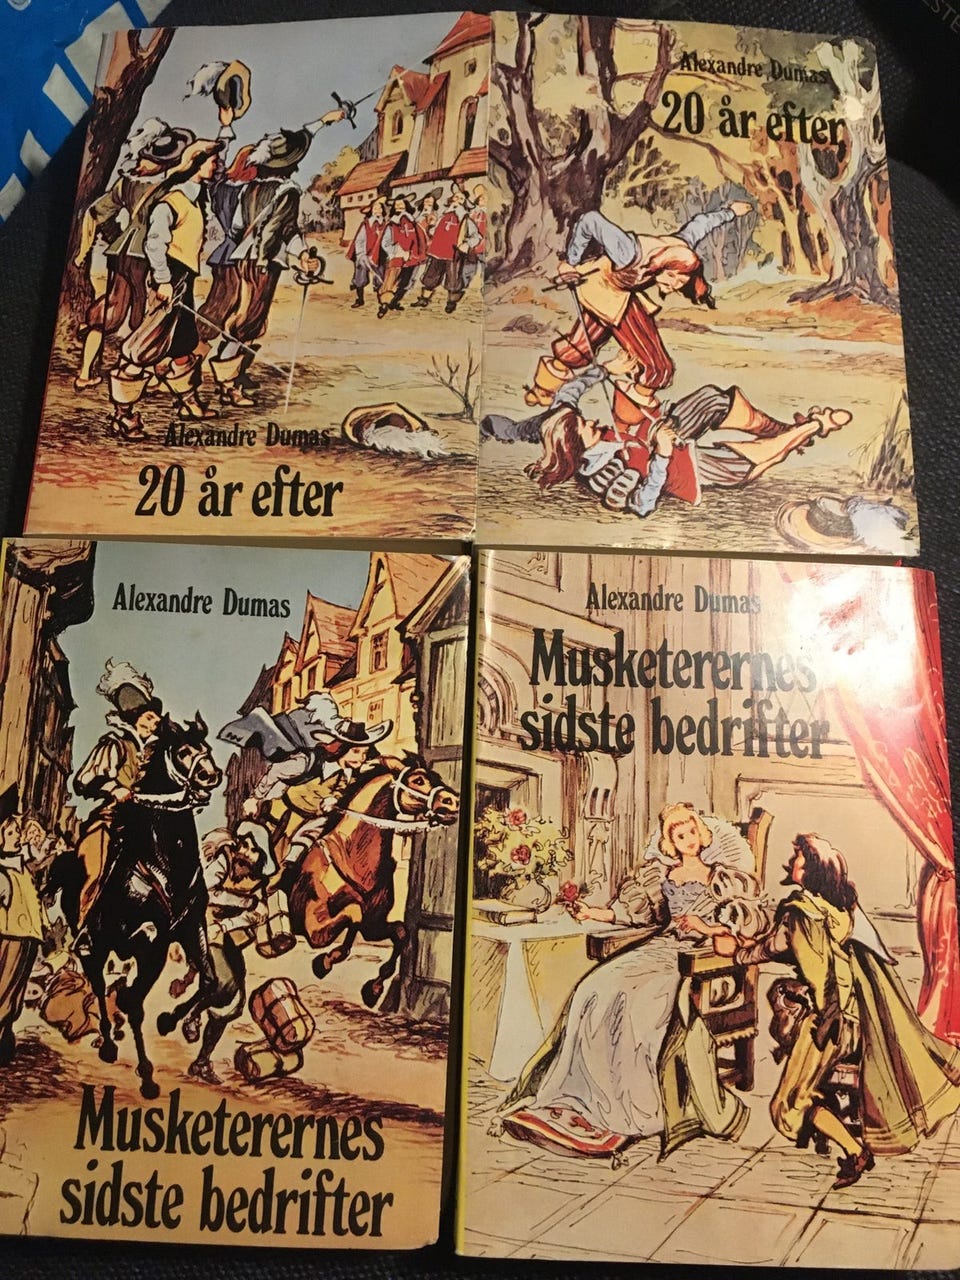 Alexandre Dumas
20 år efter
Alexandre Dumas
20 år efter
Alexandre Dumas
Musketerernes
sidste bedrifter
Alexandre Dumas
Musketerernes
sidste bedrifter